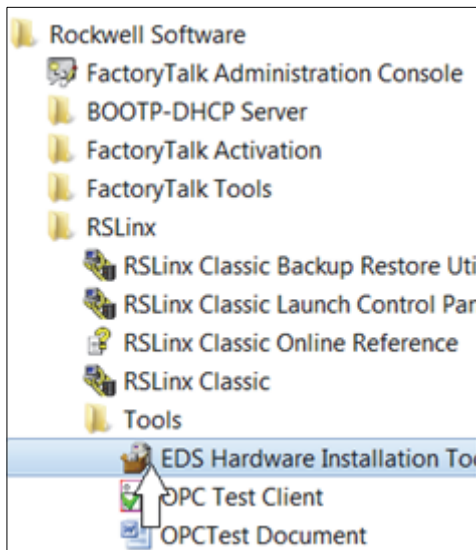 Rockwell Software
FactoryTalk Administration Console
BOOTP-DHCP Server
FactoryTalk Activation
FactoryTalk Tools
RSLinx
RSLinx Classic Backup Restore Uti
RSLinx Classic Launch Control Pan
RSLinx Classic Online Reference
RSLinx Classic
Tools
EDS Hardware Installation Too
OPC Test Client
OPCTest Document